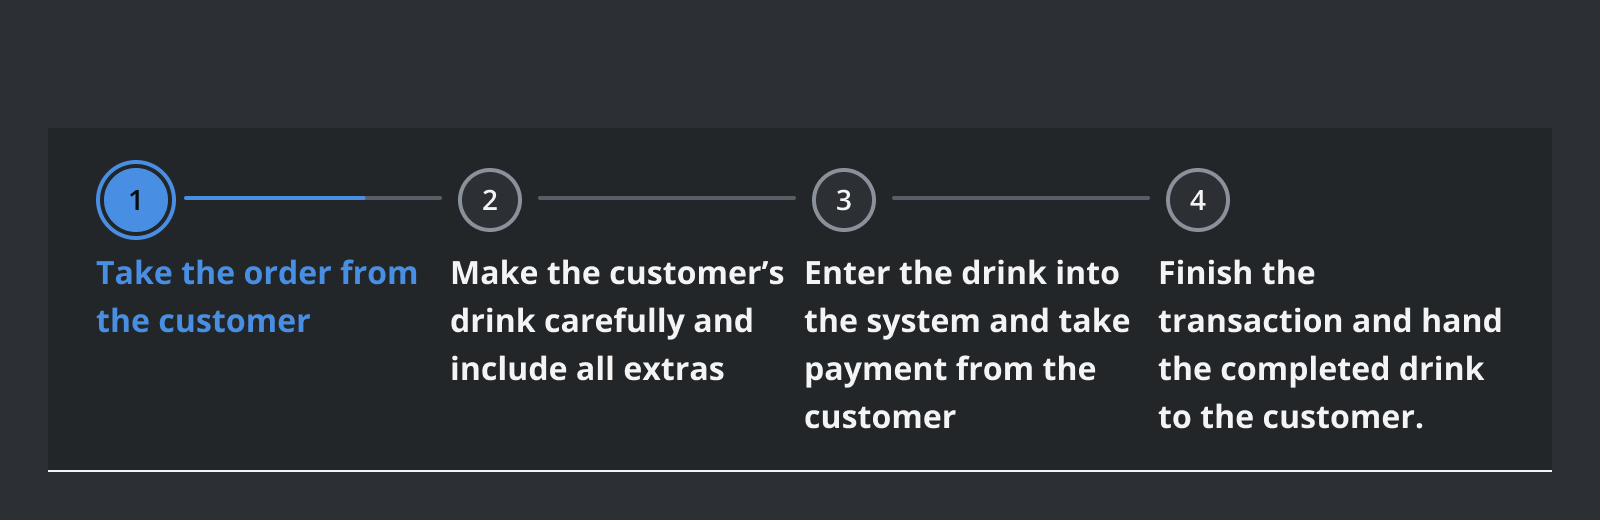 1
2
3
4
Take the order from
the customer
Make the customer’s
drink carefully and
include all extras
Enter the drink into
the system and take
payment from the
customer
Finish the
transaction and hand
the completed drink
to the customer.